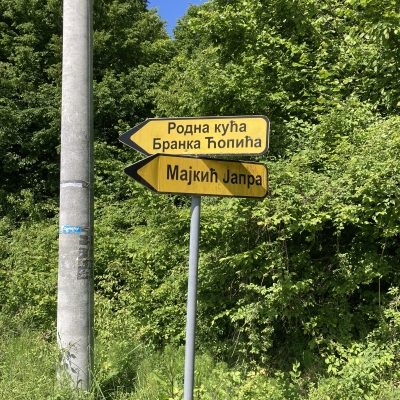 Родна кућа
Бранка Ћопића
Мајкић Јапра